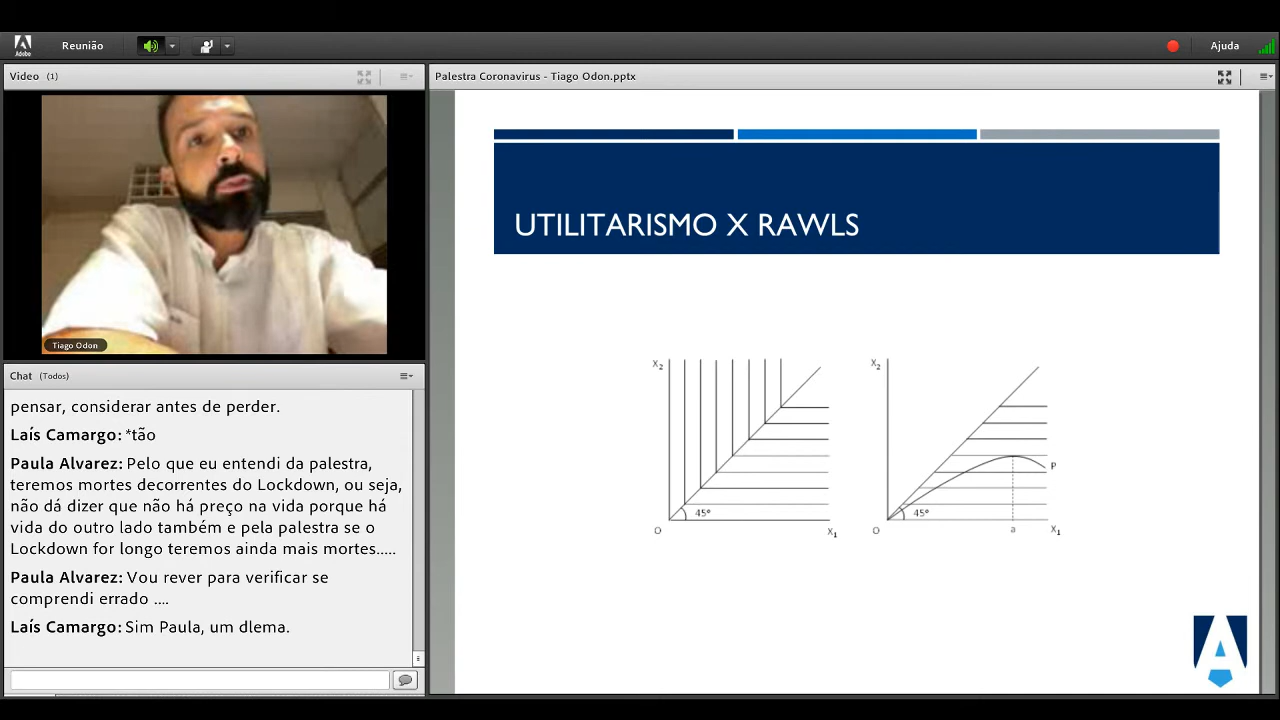 Adobe
Reunião
Ajuda
Video (1)
Tiago Odon
Chat (Todos)
pensar, considerar antes de perder.
Laís Camargo: *tão
Paula Alvarez: Pelo que eu entendi da palestra,
teremos mortes decorrentes do Lockdown, ou seja,
não dá dizer que não há preço na vida porque há
vida do outro lado também e pela palestra se o
Lockdown for longo teremos ainda mais mortes.....
Paula Alvarez: Vou rever para verificar se
comprendi errado ....
Laís Camargo: Sim Paula, um dlema.
Palestra Coronavirus - Tiago Odon.pptx
UTILITARISMO X RAWLS
X2
45°
O
X1
X2
P
45°
O
a
X1